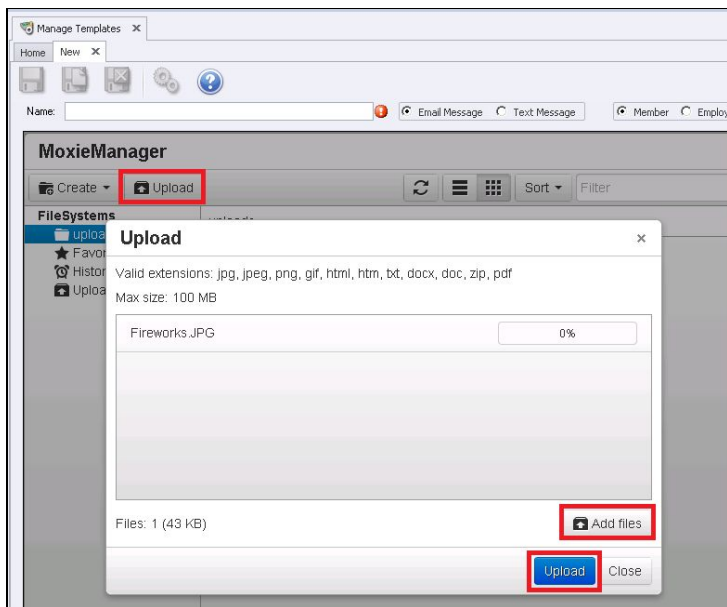 Manage Templates X
Home New X
Name: Email Message Text Message Member
MoxieManager
Create Upload Sort Filter
FileSystems
Upload ×
Valid extensions: jpg, jpeg, png, gif, html, htm, txt, docx, doc, zip, pdf
Max size: 100 MB
Fireworks.JPG 0%
Files: 1 (43 KB)
Add files
Upload Close